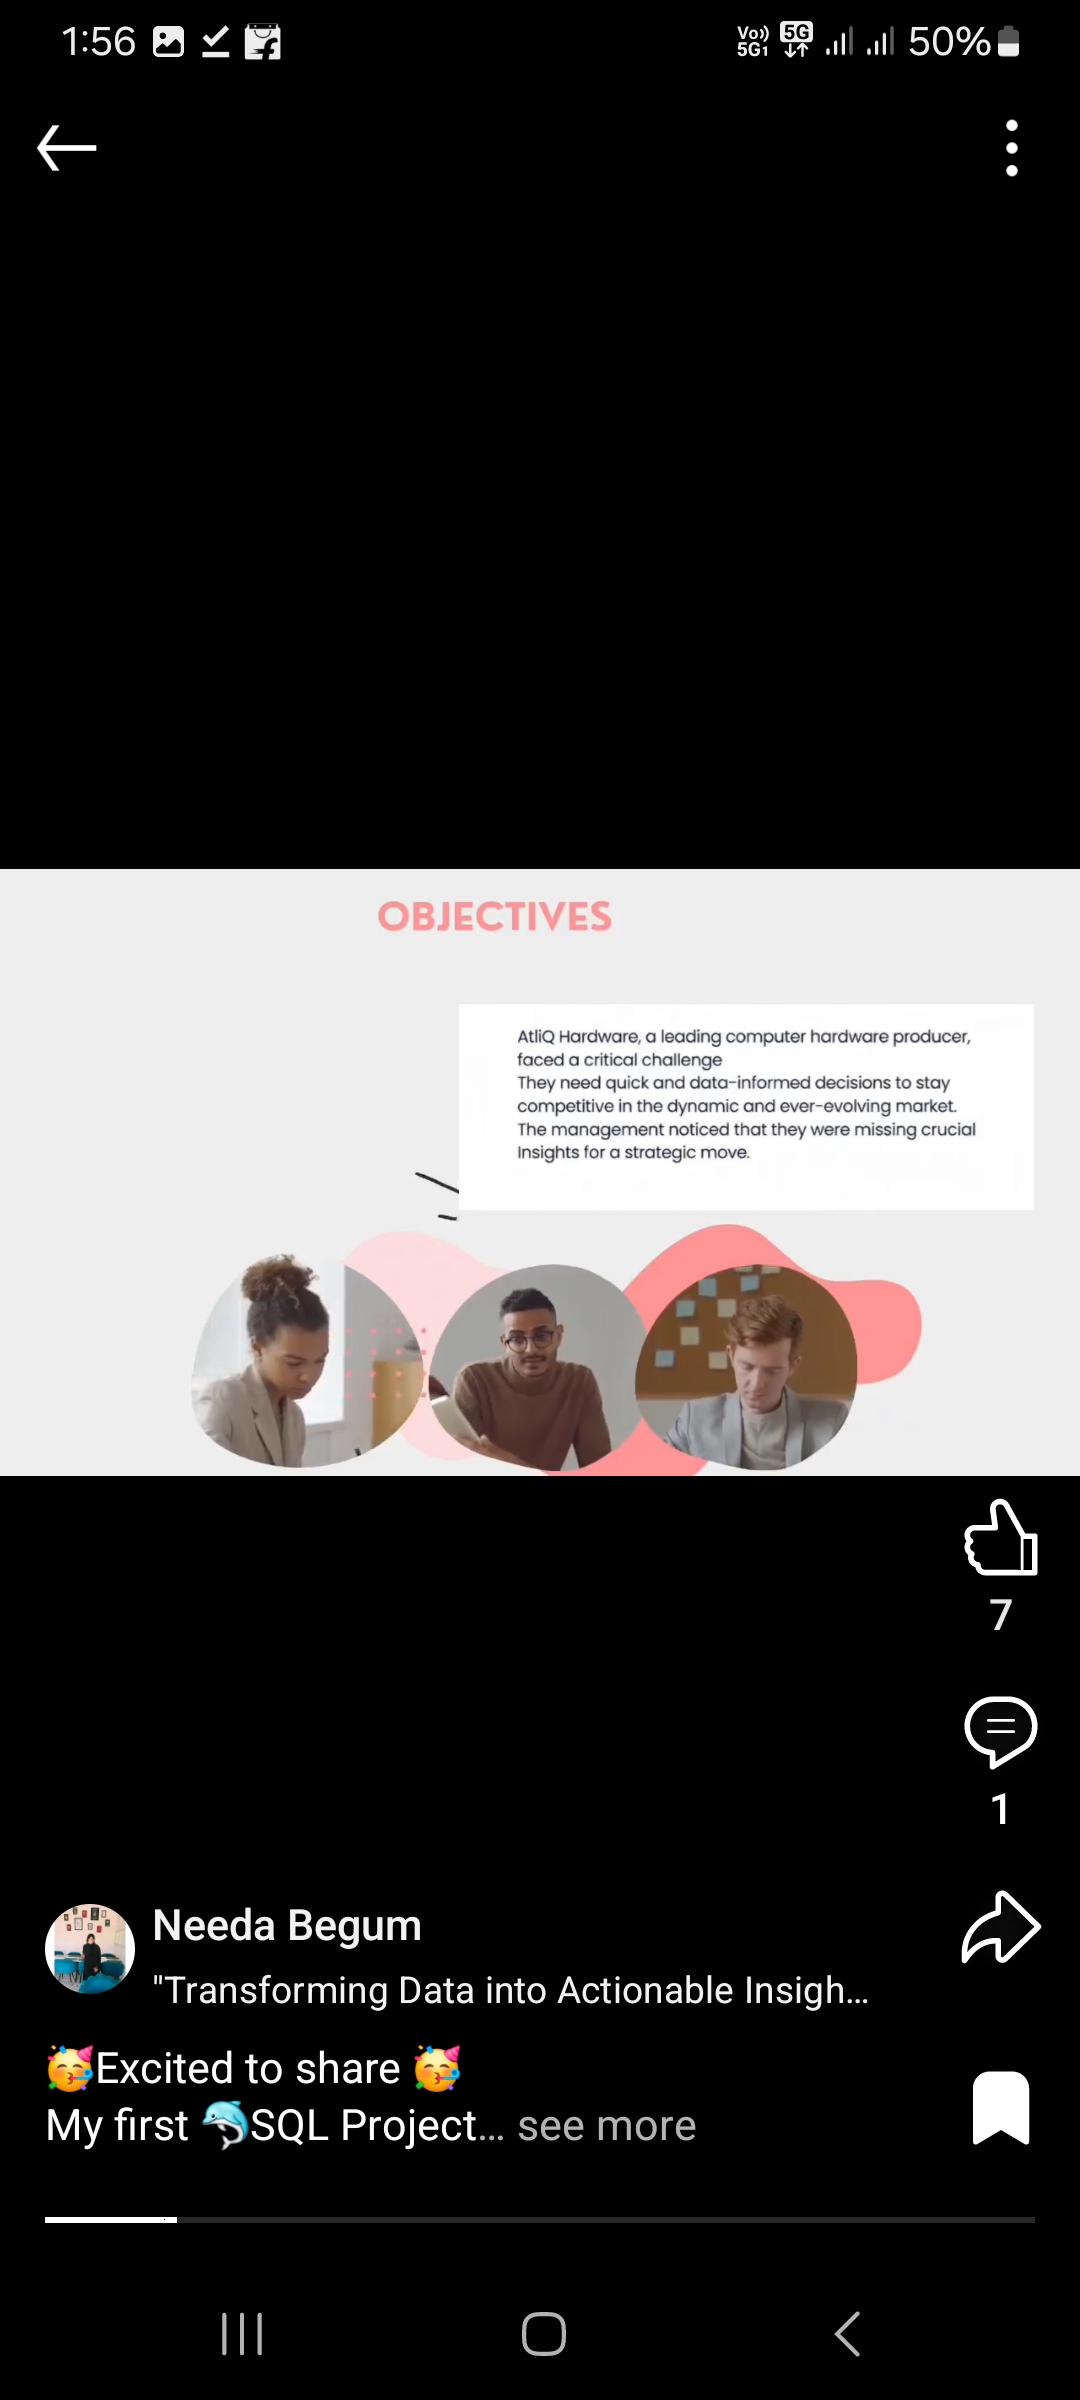 1:56
Vo)) 5G 50%
5G1
OBJECTIVES
AtliQ Hardware, a leading computer hardware producer,
faced a critical challenge
They need quick and data-informed decisions to stay
competitive in the dynamic and ever-evolving market.
The management noticed that they were missing crucial
Insights for a strategic move.
7
1
Needa Begum
"Transforming Data into Actionable Insigh...
🥳Excited to share 🥳
My first 🐬SQL Project... see more